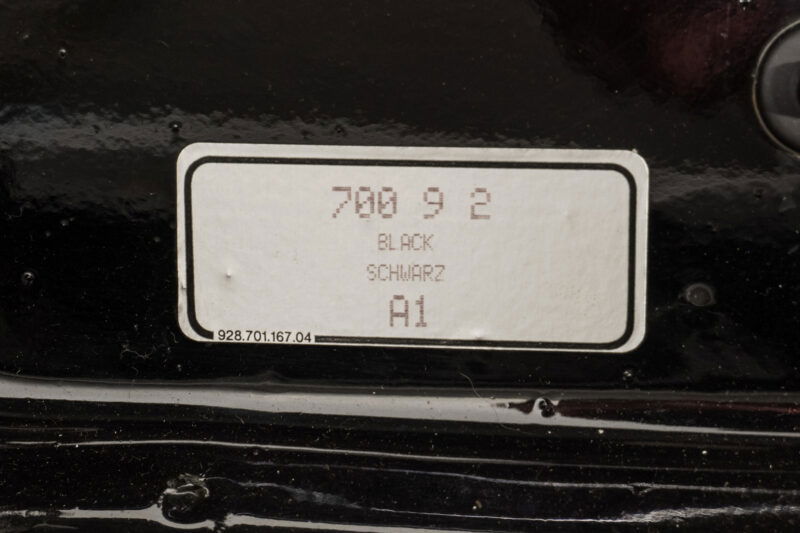 700 9 2
BLACK
SCHWARZ
A1
928.701.167.04